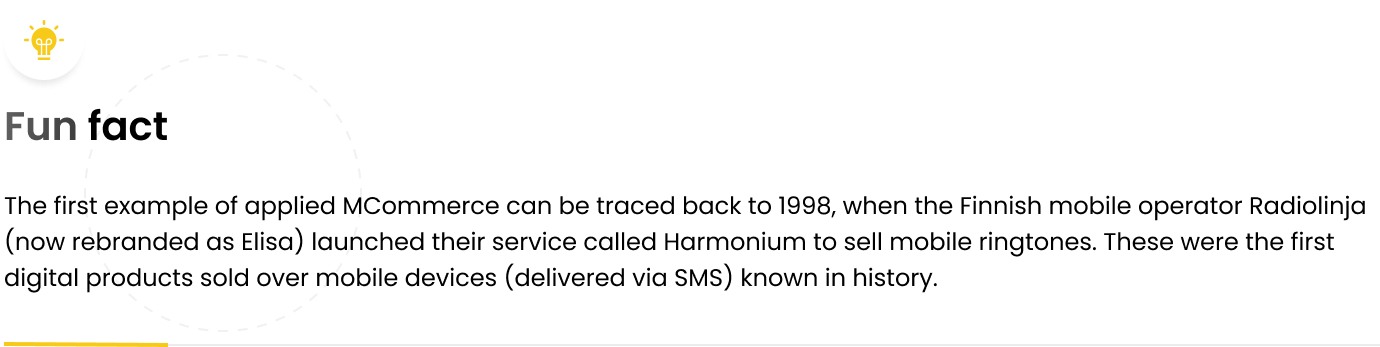 Fun fact
The first example of applied MCommerce can be traced back to 1998, when the Finnish mobile operator Radiolinja
(now rebranded as Elisa) launched their service called Harmonium to sell mobile ringtones. These were the first
digital products sold over mobile devices (delivered via SMS) known in history.